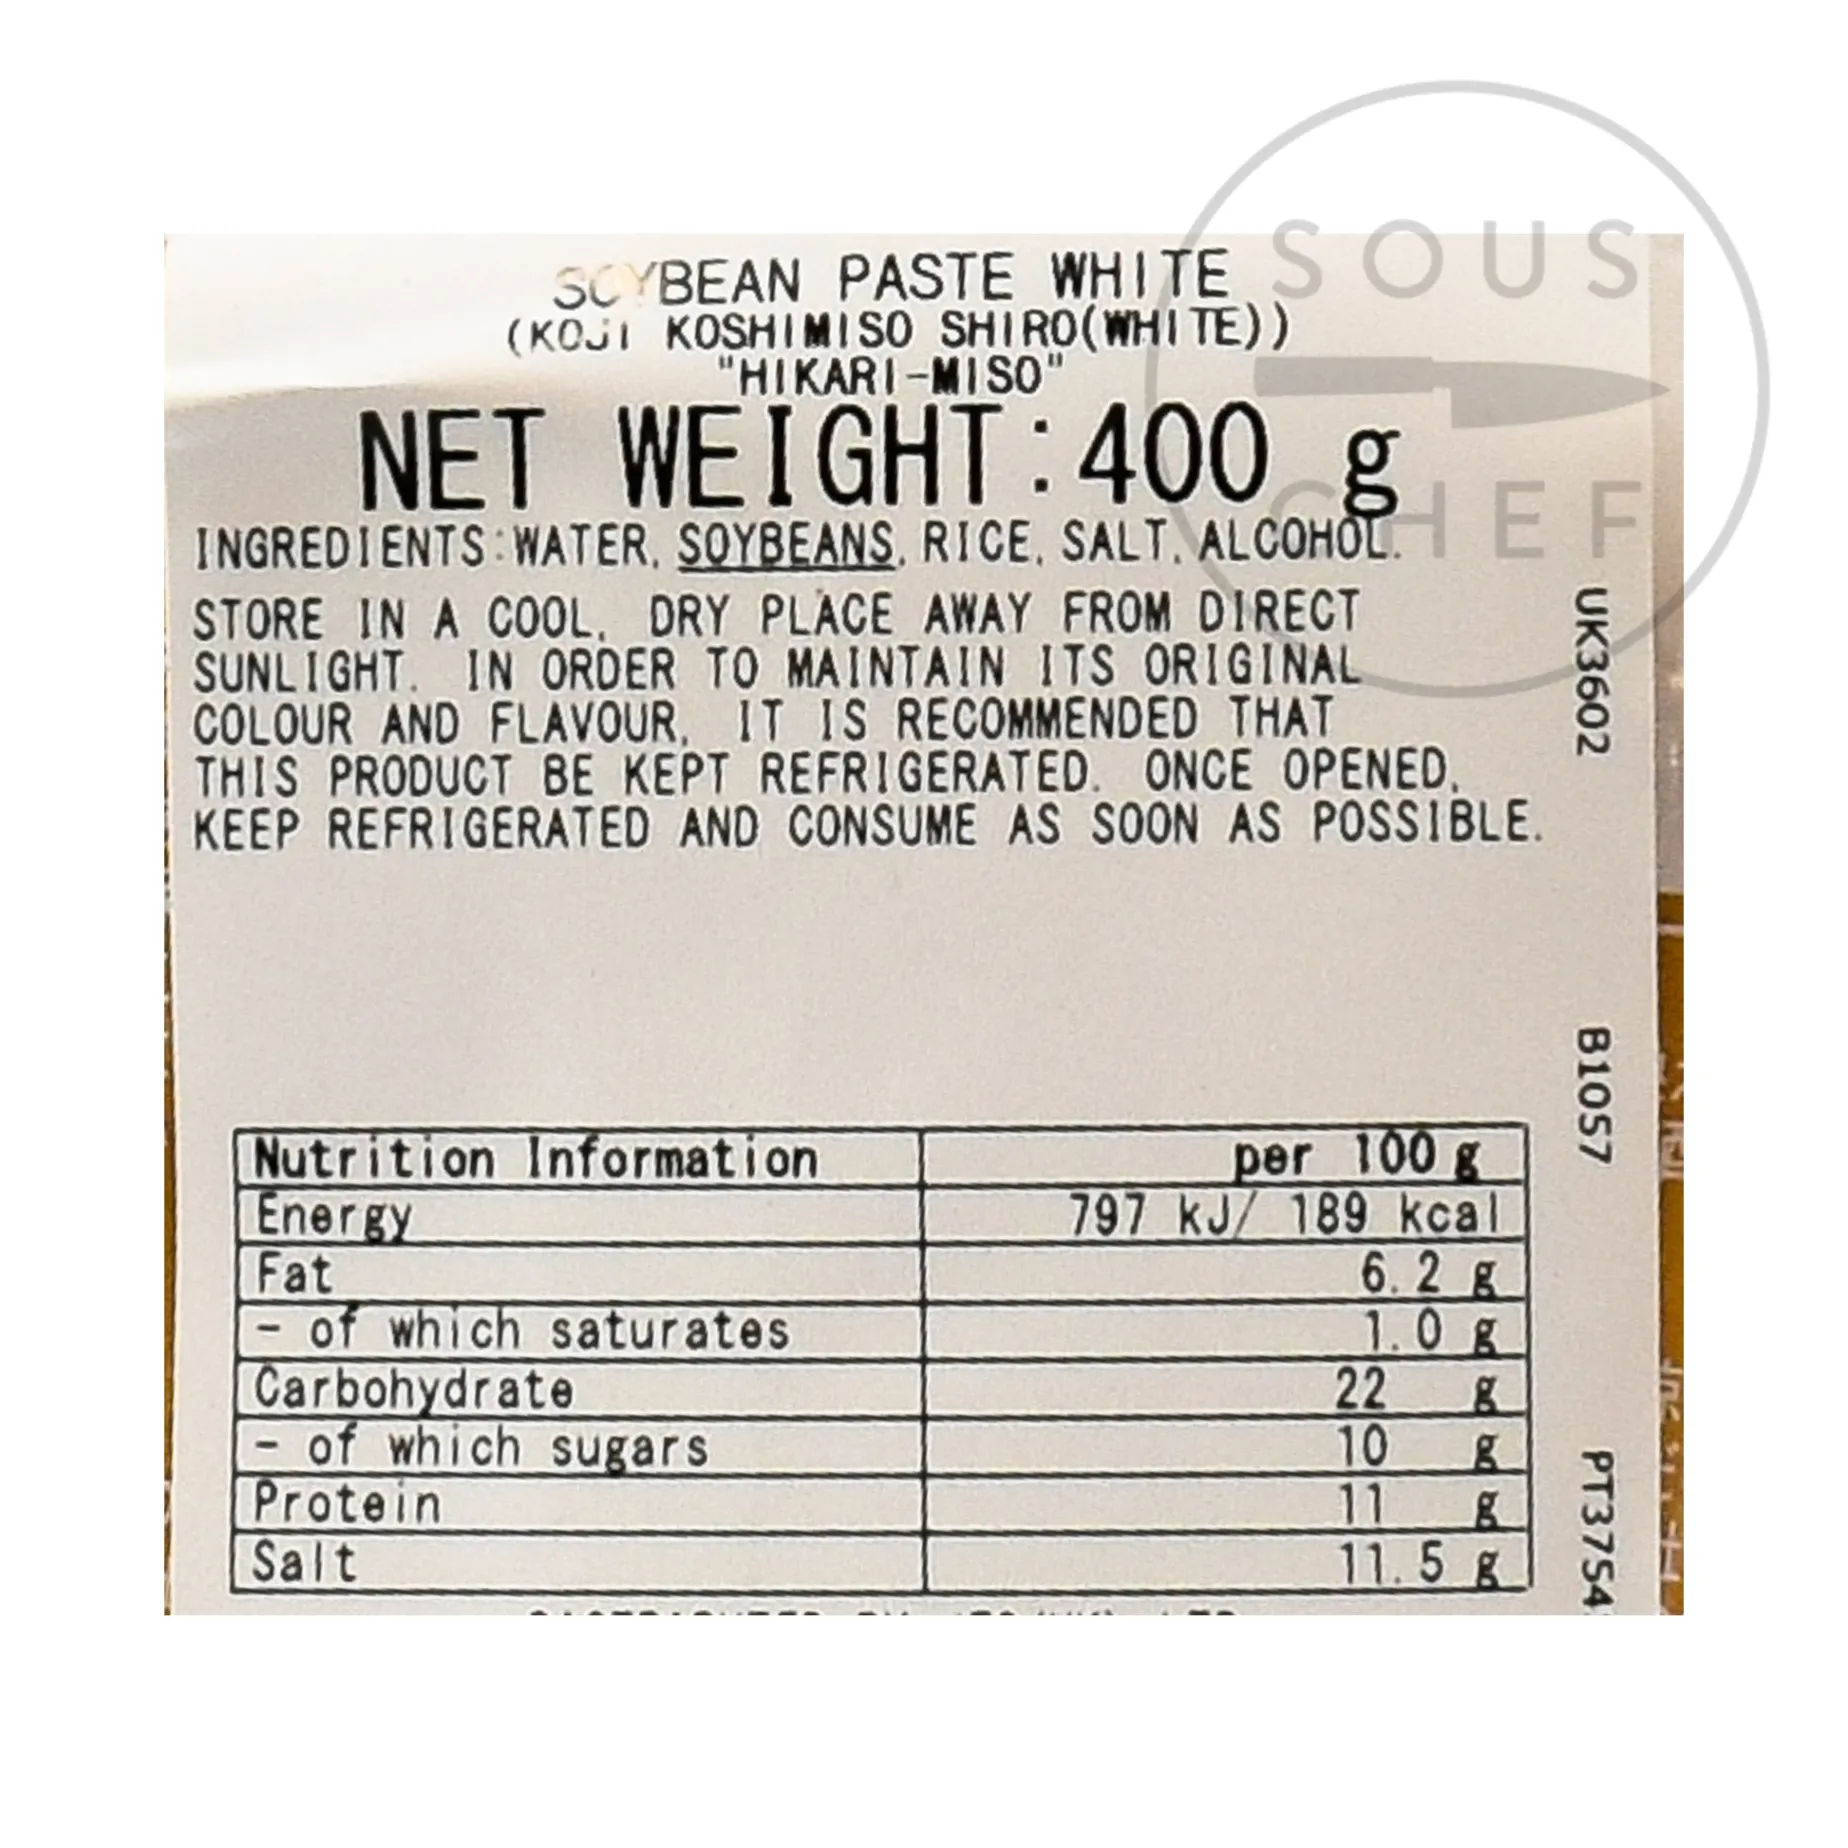 SOUS
CHEF
SOYBEAN PASTE WHITE
(KOJI KOSHIMISO SHIRO(WHITE))
"HIKARI-MISO"
NET WEIGHT:400 g
INGREDIENTS:WATER, SOYBEANS, RICE, SALT, ALCOHOL.
STORE IN A COOL, DRY PLACE AWAY FROM DIRECT
SUNLIGHT. IN ORDER TO MAINTAIN ITS ORIGINAL
COLOUR AND FLAVOUR, IT IS RECOMMENDED THAT
THIS PRODUCT BE KEPT REFRIGERATED. ONCE OPENED,
KEEP REFRIGERATED AND CONSUME AS SOON AS POSSIBLE.
Nutrition Information per 100 g
Energy 797 kJ/ 189 kcal
Fat 6.2 g
- of which saturates 1.0 g
Carbohydrate 22 g
- of which sugars 10 g
Protein 11 g
Salt 11.5 g
UK3602
B1057
PT3754